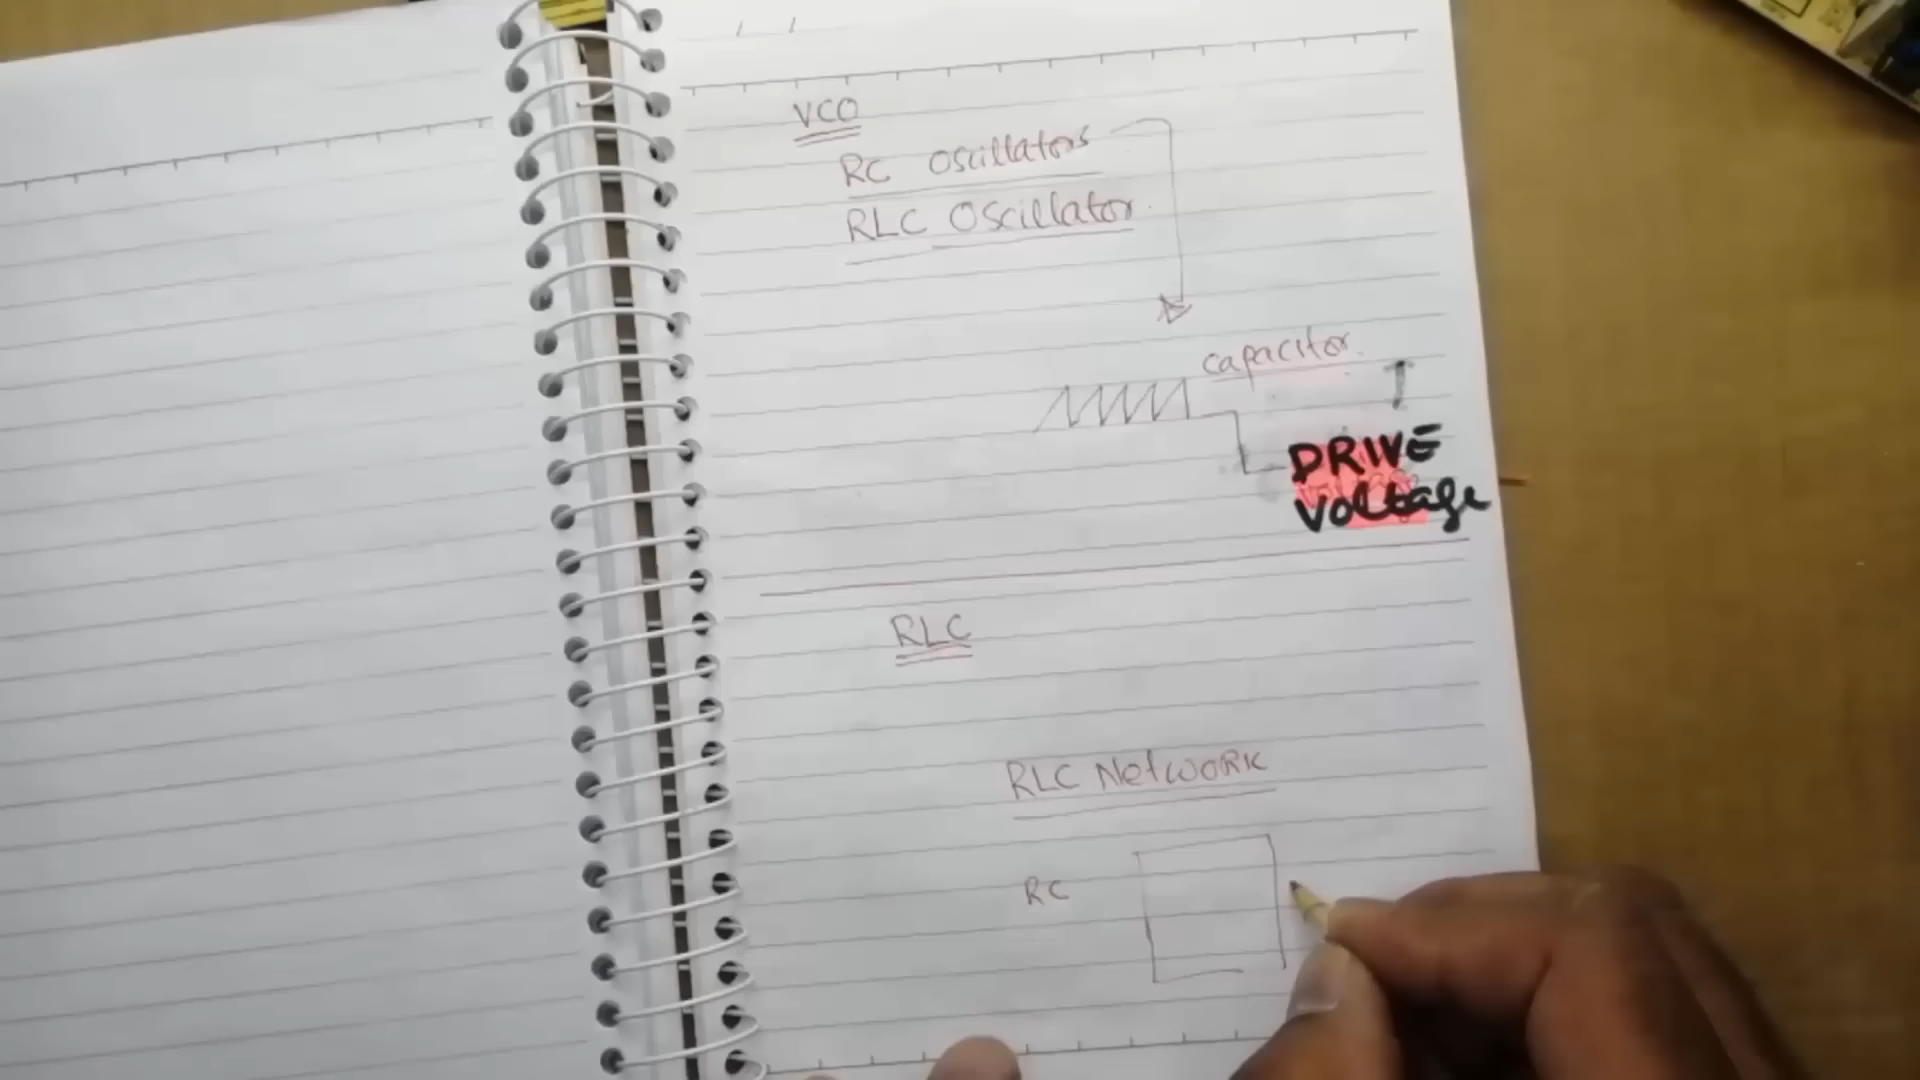 VCO
RC Oscillators
RLC Oscillator
capacitor.
DRIVE
Voltage
RLC
RLC NetWORK
RC